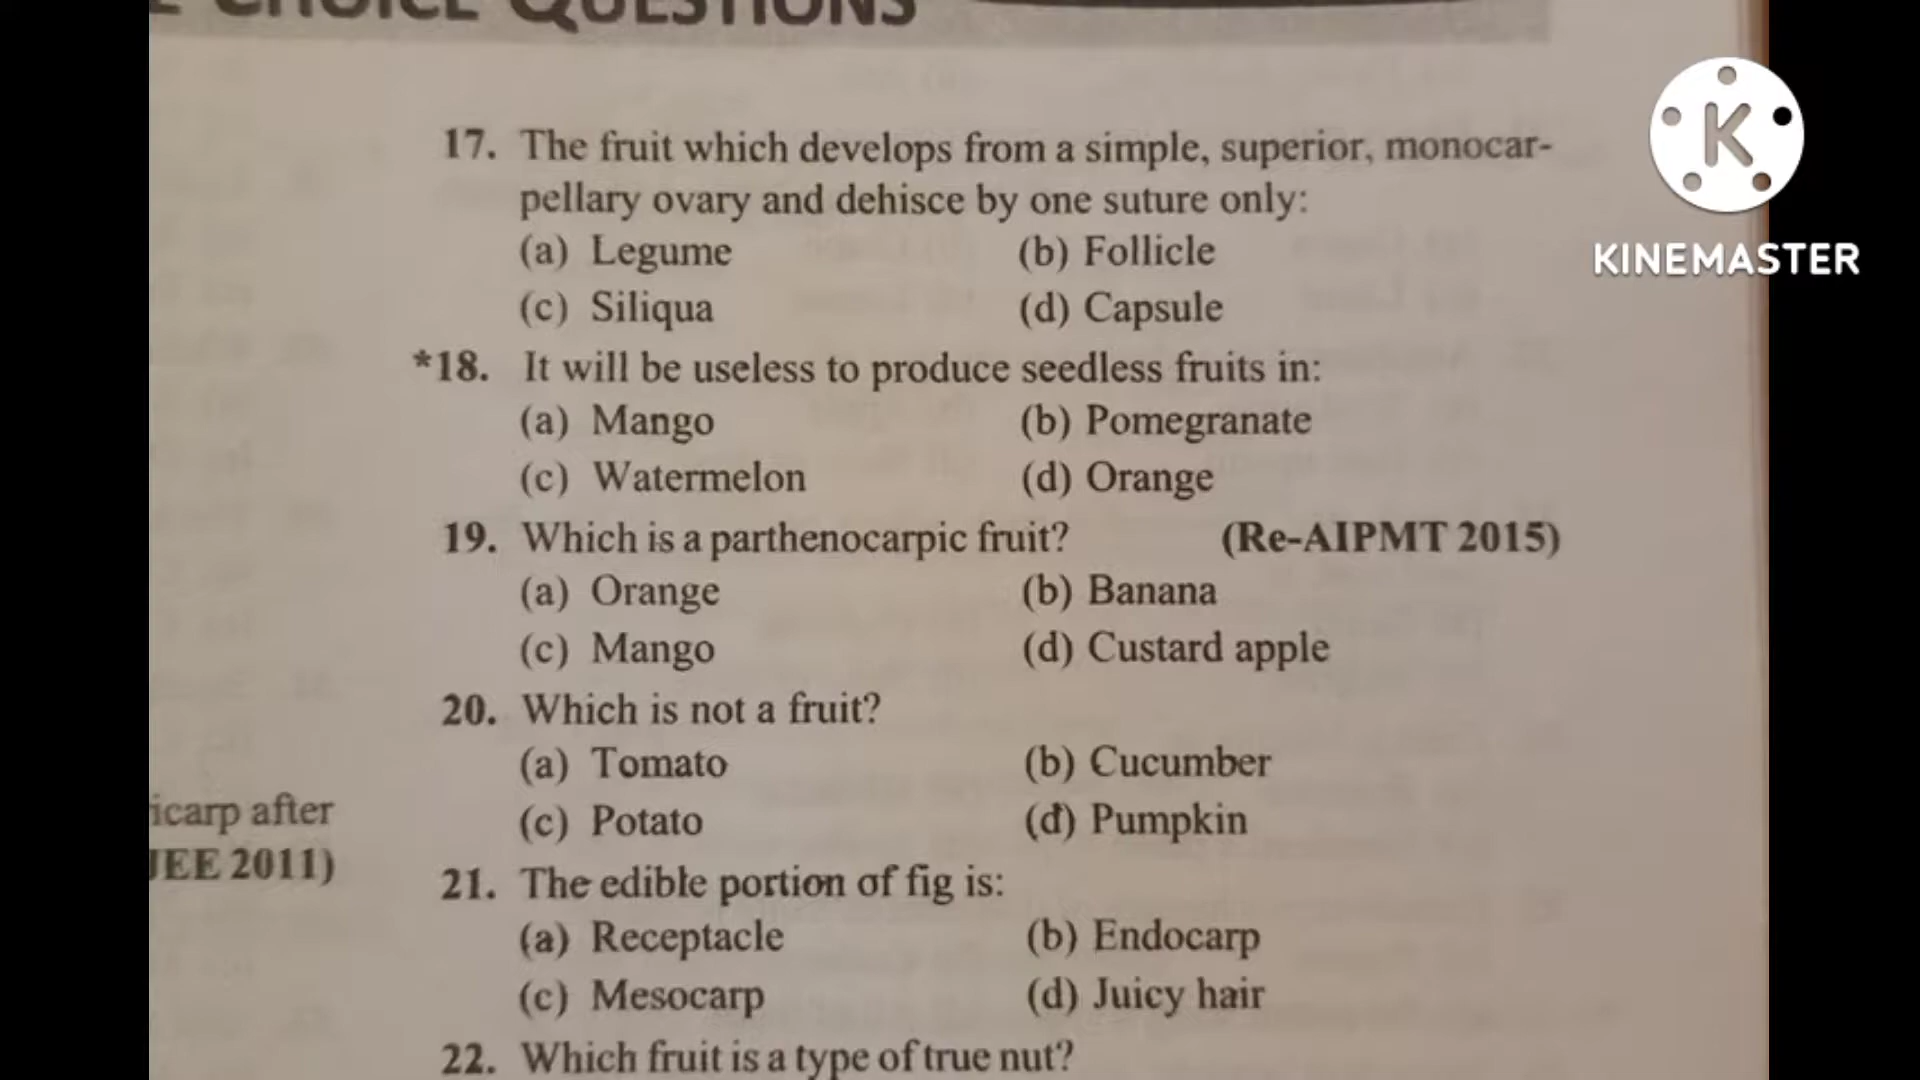 CHOICE QUESTIONS
KINEMASTER
17. The fruit which develops from a simple, superior, monocar-
pellary ovary and dehisce by one suture only:
(a) Legume (b) Follicle
(c) Siliqua (d) Capsule
*18. It will be useless to produce seedless fruits in:
(a) Mango (b) Pomegranate
(c) Watermelon (d) Orange
19. Which is a parthenocarpic fruit? (Re-AIPMT 2015)
(a) Orange (b) Banana
(c) Mango (d) Custard apple
20. Which is not a fruit?
(a) Tomato (b) Cucumber
(c) Potato (d) Pumpkin
21. The edible portion of fig is:
(a) Receptacle (b) Endocarp
(c) Mesocarp (d) Juicy hair
22. Which fruit is a type of true nut?
icarp after
JEE 2011)